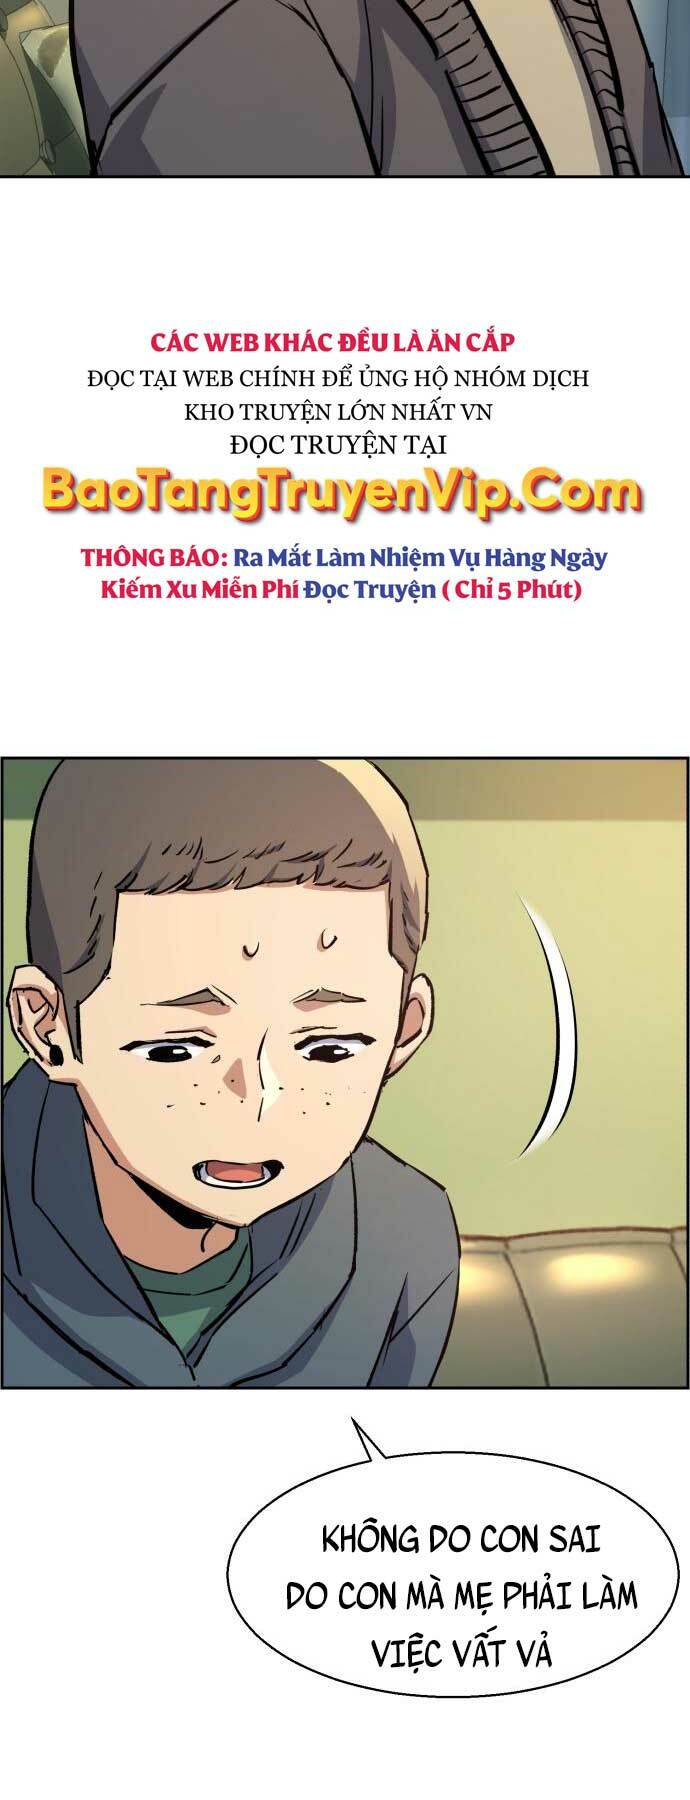 CÁC WEB KHÁC ĐỀU LÀ ĂN CẮP
ĐỌC TẠI WEB CHÍNH ĐỂ ỦNG HỘ NHÓM DỊCH
KHO TRUYỆN LỚN NHẤT VN
ĐỌC TRUYỆN TẠI
BaoTangTruyenVip.Com
THÔNG BÁO: Ra Mắt Làm Nhiệm Vụ Hàng Ngày
Kiếm Xu Miễn Phí Đọc Truyện ( Chỉ 5 Phút)
KHÔNG DO CON SAI
DO CON MÀ MẸ PHẢI LÀM
VIỆC VẤT VẢ